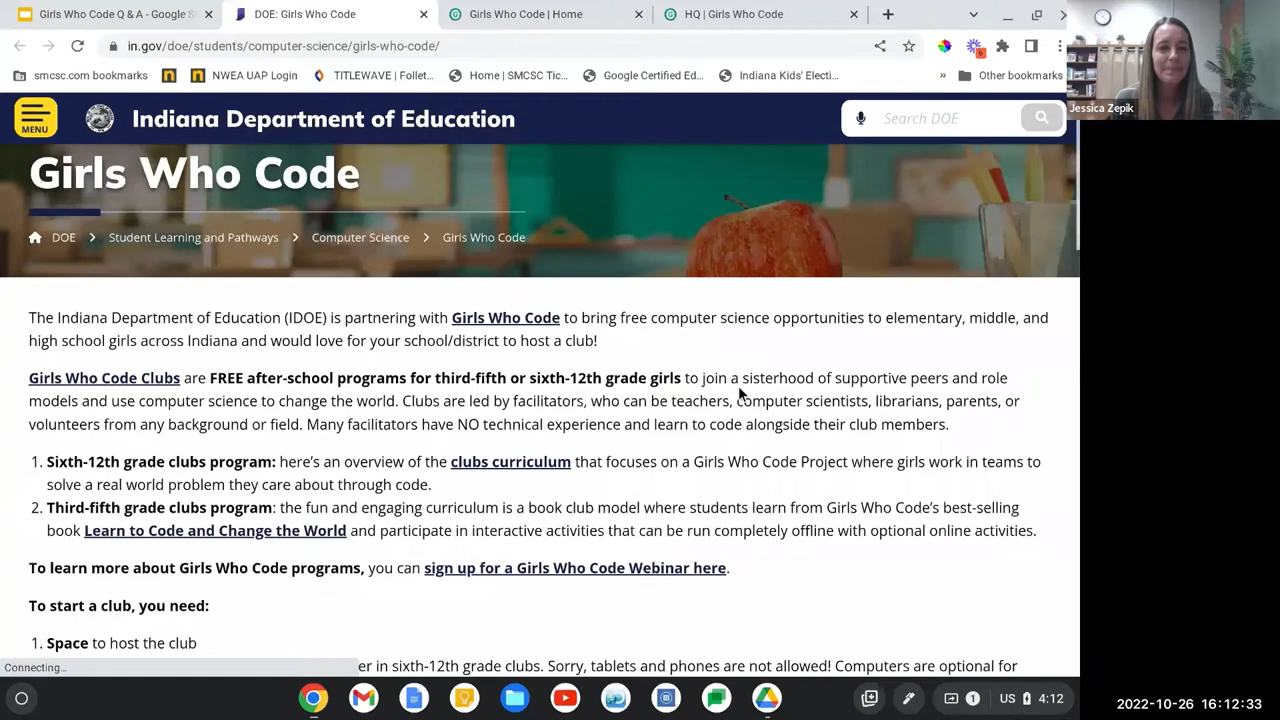 Girls Who Code Q & A - Google S
DOE: Girls Who Code
Girls Who Code | Home
HQ | Girls Who Code
in.gov/doe/students/computer-science/girls-who-code/
smcsc.com bookmarks
NWEA UAP Login
TITLEWAVE | Follet...
Home | SMCSC Tic...
Google Certified Ed...
Indiana Kids' Electi...
»
Other bookmarks
Jessica Zepik
MENU
Indiana Department of Education
Search DOE
Girls Who Code
DOE
Student Learning and Pathways
Computer Science
Girls Who Code
The Indiana Department of Education (IDOE) is partnering with Girls Who Code to bring free computer science opportunities to elementary, middle, and
high school girls across Indiana and would love for your school/district to host a club!
Girls Who Code Clubs are FREE after-school programs for third-fifth or sixth-12th grade girls to join a sisterhood of supportive peers and role
models and use computer science to change the world. Clubs are led by facilitators, who can be teachers, computer scientists, librarians, parents, or
volunteers from any background or field. Many facilitators have NO technical experience and learn to code alongside their club members.
1. Sixth-12th grade clubs program: here's an overview of the clubs curriculum that focuses on a Girls Who Code Project where girls work in teams to
solve a real world problem they care about through code.
2. Third-fifth grade clubs program: the fun and engaging curriculum is a book club model where students learn from Girls Who Code's best-selling
book Learn to Code and Change the World and participate in interactive activities that can be run completely offline with optional online activities.
To learn more about Girls Who Code programs, you can sign up for a Girls Who Code Webinar here.
To start a club, you need:
1. Space to host the club
Connecting...
er in sixth-12th grade clubs. Sorry, tablets and phones are not allowed! Computers are optional for
1
US
4:12
2022-10-26 16:12:33